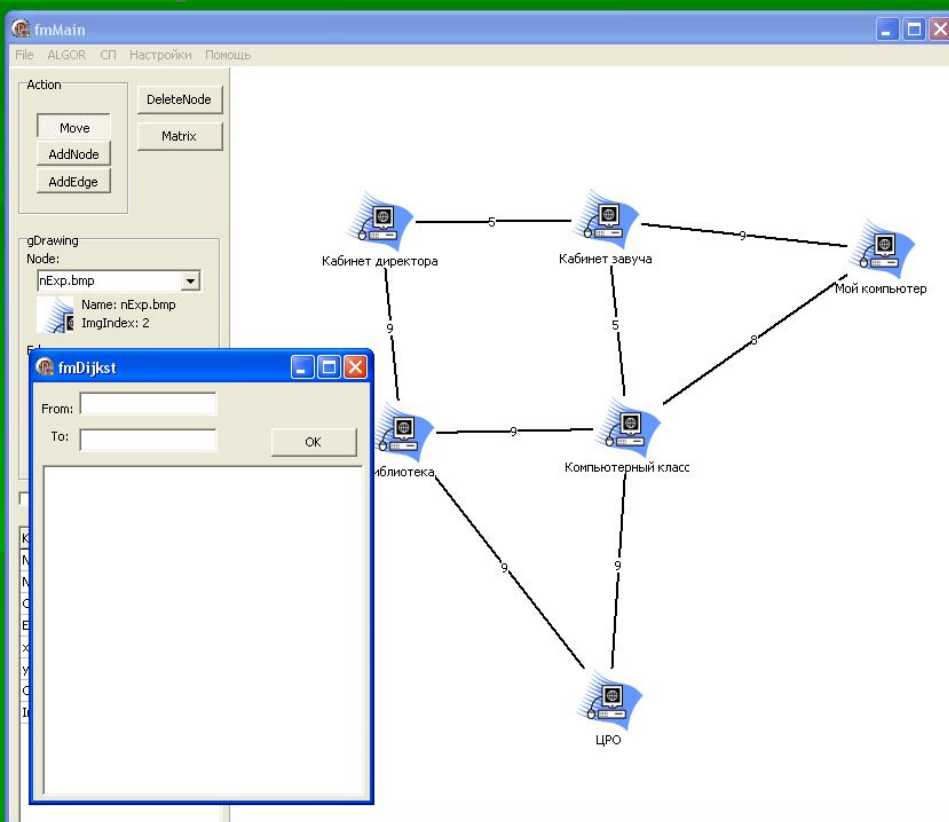 fmMain
File ALGOR СП Настройки Помощь
Action
DeleteNode
Move
Matrix
AddNode
AddEdge
gDrawing
Node:
nExp.bmp
Name: nExp.bmp
ImgIndex: 2
5
9
Кабинет директора
Кабинет завуча
Мой компьютер
9
5
8
fmDijkst
From:
To:
OK
9
Компьютерный класс
9
9
ЦРО